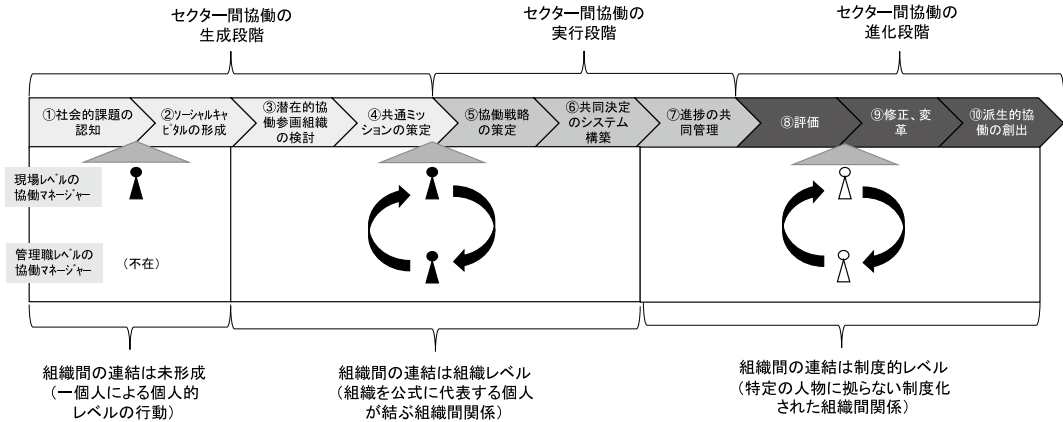 セクター間協働の
生成段階
セクター間協働の
実行段階
セクター間協働の
進化段階
①社会的課題の
認知
②ソーシャルキャ
ピタルの形成
③潜在的協
働参画組織
の検討
④共通ミッ
ションの策定
⑤協働戦略
の策定
⑥共同決定
のシステム
構築
⑦進捗の共
同管理
⑧評価
⑨修正、変
革
⑩派生的協
働の創出
現場レベルの
協働マネージャー
管理職レベルの
協働マネージャー
（不在）
組織間の連結は未形成
（一個人による個人的
レベルの行動）
組織間の連結は組織レベル
（組織を公式に代表する個人
が結ぶ組織間関係）
組織間の連結は制度的レベル
（特定の人物に拠らない制度化
された組織間関係）